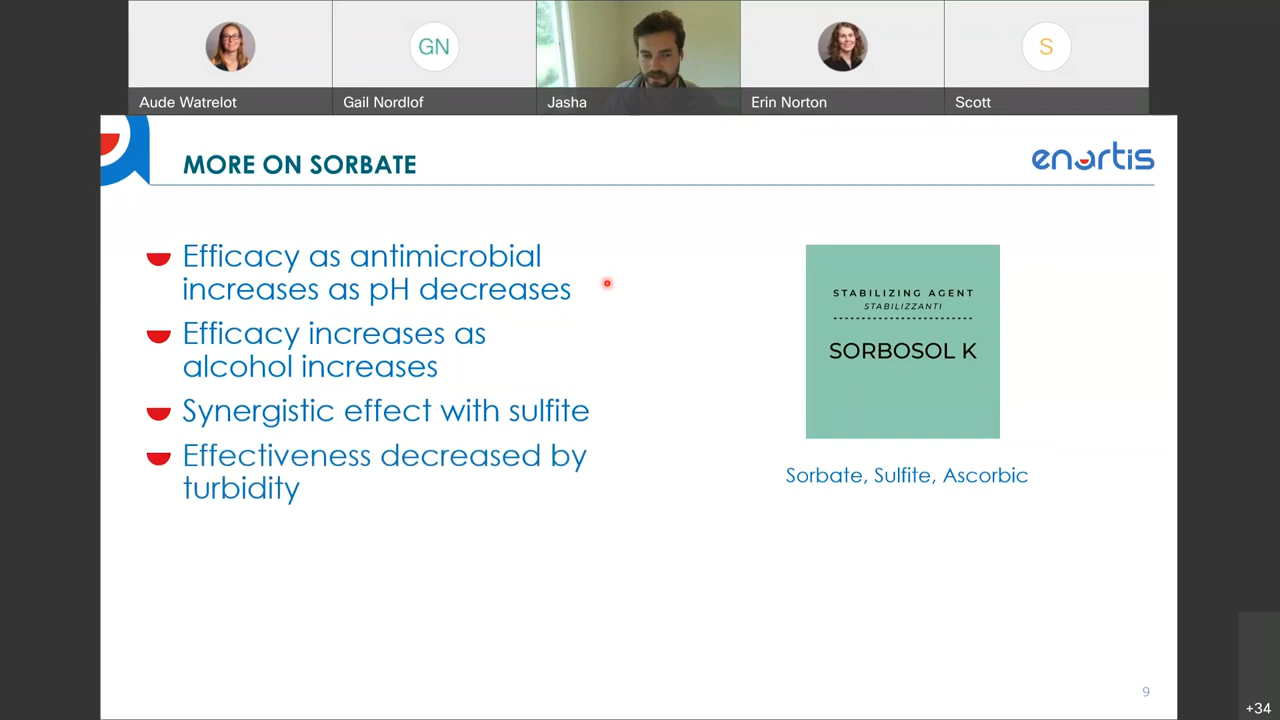 GN
S
Aude Watrelot
Gail Nordlof
Jasha
Erin Norton
Scott
MORE ON SORBATE
enartis
Efficacy as antimicrobial
increases as pH decreases
Efficacy increases as
alcohol increases
Synergistic effect with sulfite
Effectiveness decreased by
turbidity
STABILIZING AGENT
STABILIZZANTI
SORBOSOL K
Sorbate, Sulfite, Ascorbic
9
+34